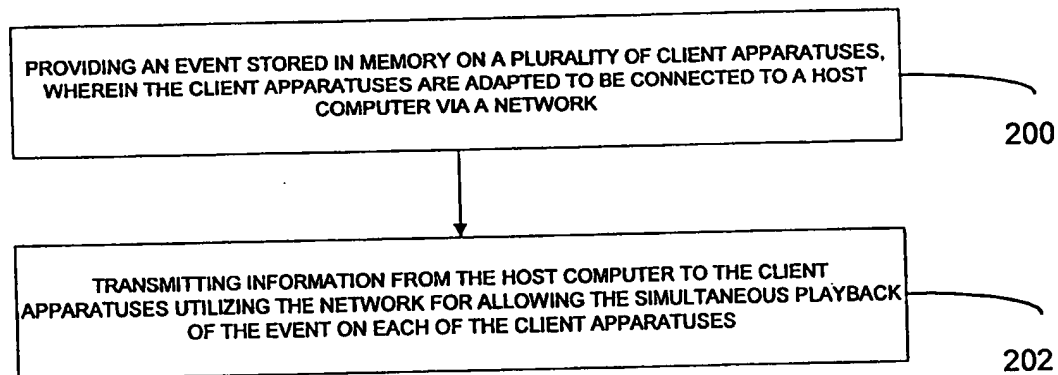 PROVIDING AN EVENT STORED IN MEMORY ON A PLURALITY OF CLIENT APPARATUSES,
WHEREIN THE CLIENT APPARATUSES ARE ADAPTED TO BE CONNECTED TO A HOST
COMPUTER VIA A NETWORK
200
TRANSMITTING INFORMATION FROM THE HOST COMPUTER TO THE CLIENT
APPARATUSES UTILIZING THE NETWORK FOR ALLOWING THE SIMULTANEOUS PLAYBACK
OF THE EVENT ON EACH OF THE CLIENT APPARATUSES
202